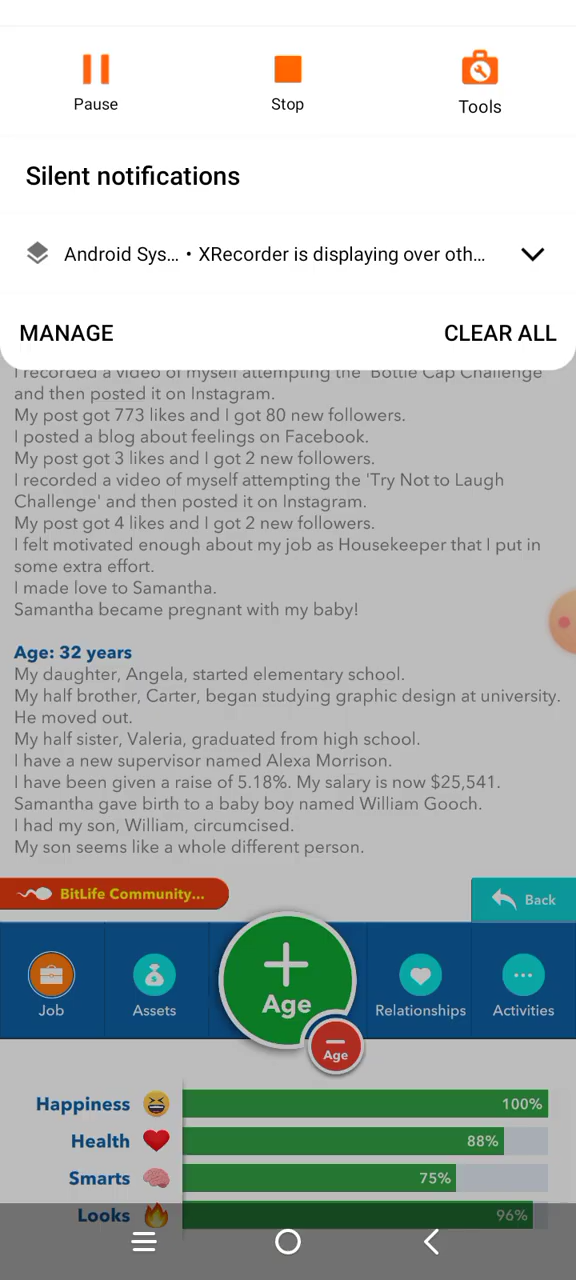 Pause Stop Tools
Silent notifications
Android Sys... • XRecorder is displaying over oth...
MANAGE CLEAR ALL
I recorded a video of myself attempting the 'Bottle Cap Challenge'
and then posted it on Instagram.
My post got 773 likes and I got 80 new followers.
I posted a blog about feelings on Facebook.
My post got 3 likes and I got 2 new followers.
I recorded a video of myself attempting the 'Try Not to Laugh
Challenge' and then posted it on Instagram.
My post got 4 likes and I got 2 new followers.
I felt motivated enough about my job as Housekeeper that I put in
some extra effort.
I made love to Samantha.
Samantha became pregnant with my baby!
Age: 32 years
My daughter, Angela, started elementary school.
My half brother, Carter, began studying graphic design at university.
He moved out.
My half sister, Valeria, graduated from high school.
I have a new supervisor named Alexa Morrison.
I have been given a raise of 5.18%. My salary is now $25,541.
Samantha gave birth to a baby boy named William Gooch.
I had my son, William, circumcised.
My son seems like a whole different person.
BitLife Community... Back
Job Assets Age Relationships Activities
Age
Happiness 100%
Health 88%
Smarts 75%
Looks 96%